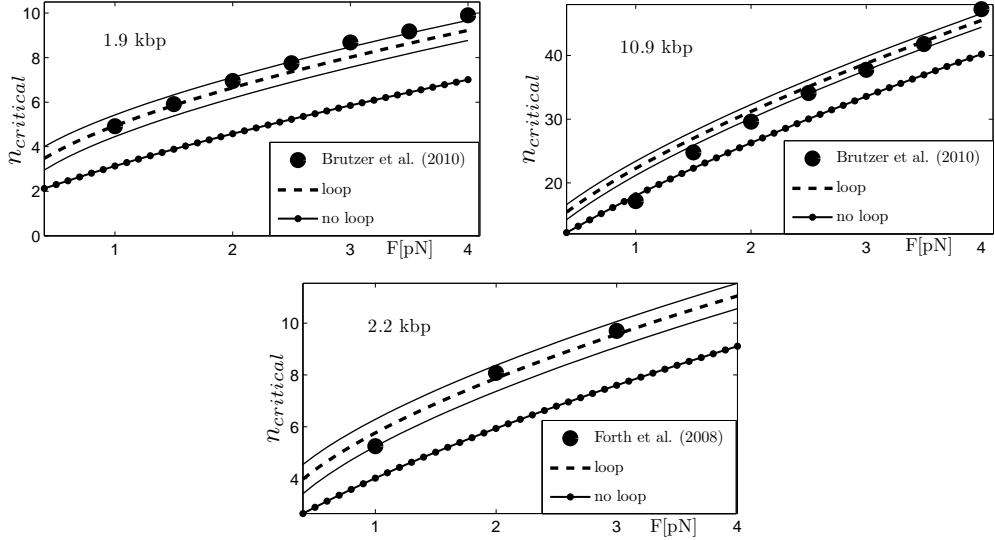 10
8
6
4
2
0
n_critical
1.9 kbp
Brutzer et al. (2010)
loop
no loop
1
2
3
F[pN]
4
40
30
20
n_critical
10.9 kbp
Brutzer et al. (2010)
loop
no loop
1
2
3
F[pN]
4
10
8
6
4
n_critical
2.2 kbp
Forth et al. (2008)
loop
no loop
1
2
3
F[pN]
4